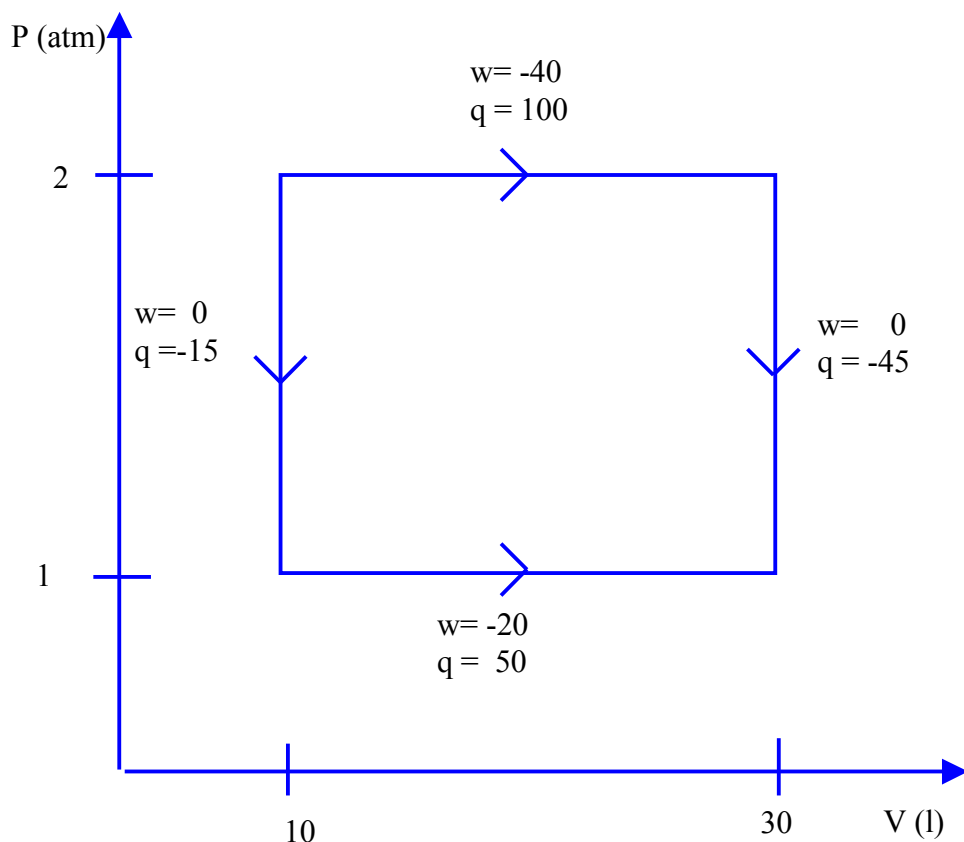 P (atm)
w= -40
q = 100
2
w= 0
q =-15
w= 0
q = -45
1
w= -20
q = 50
10
30
V (l)